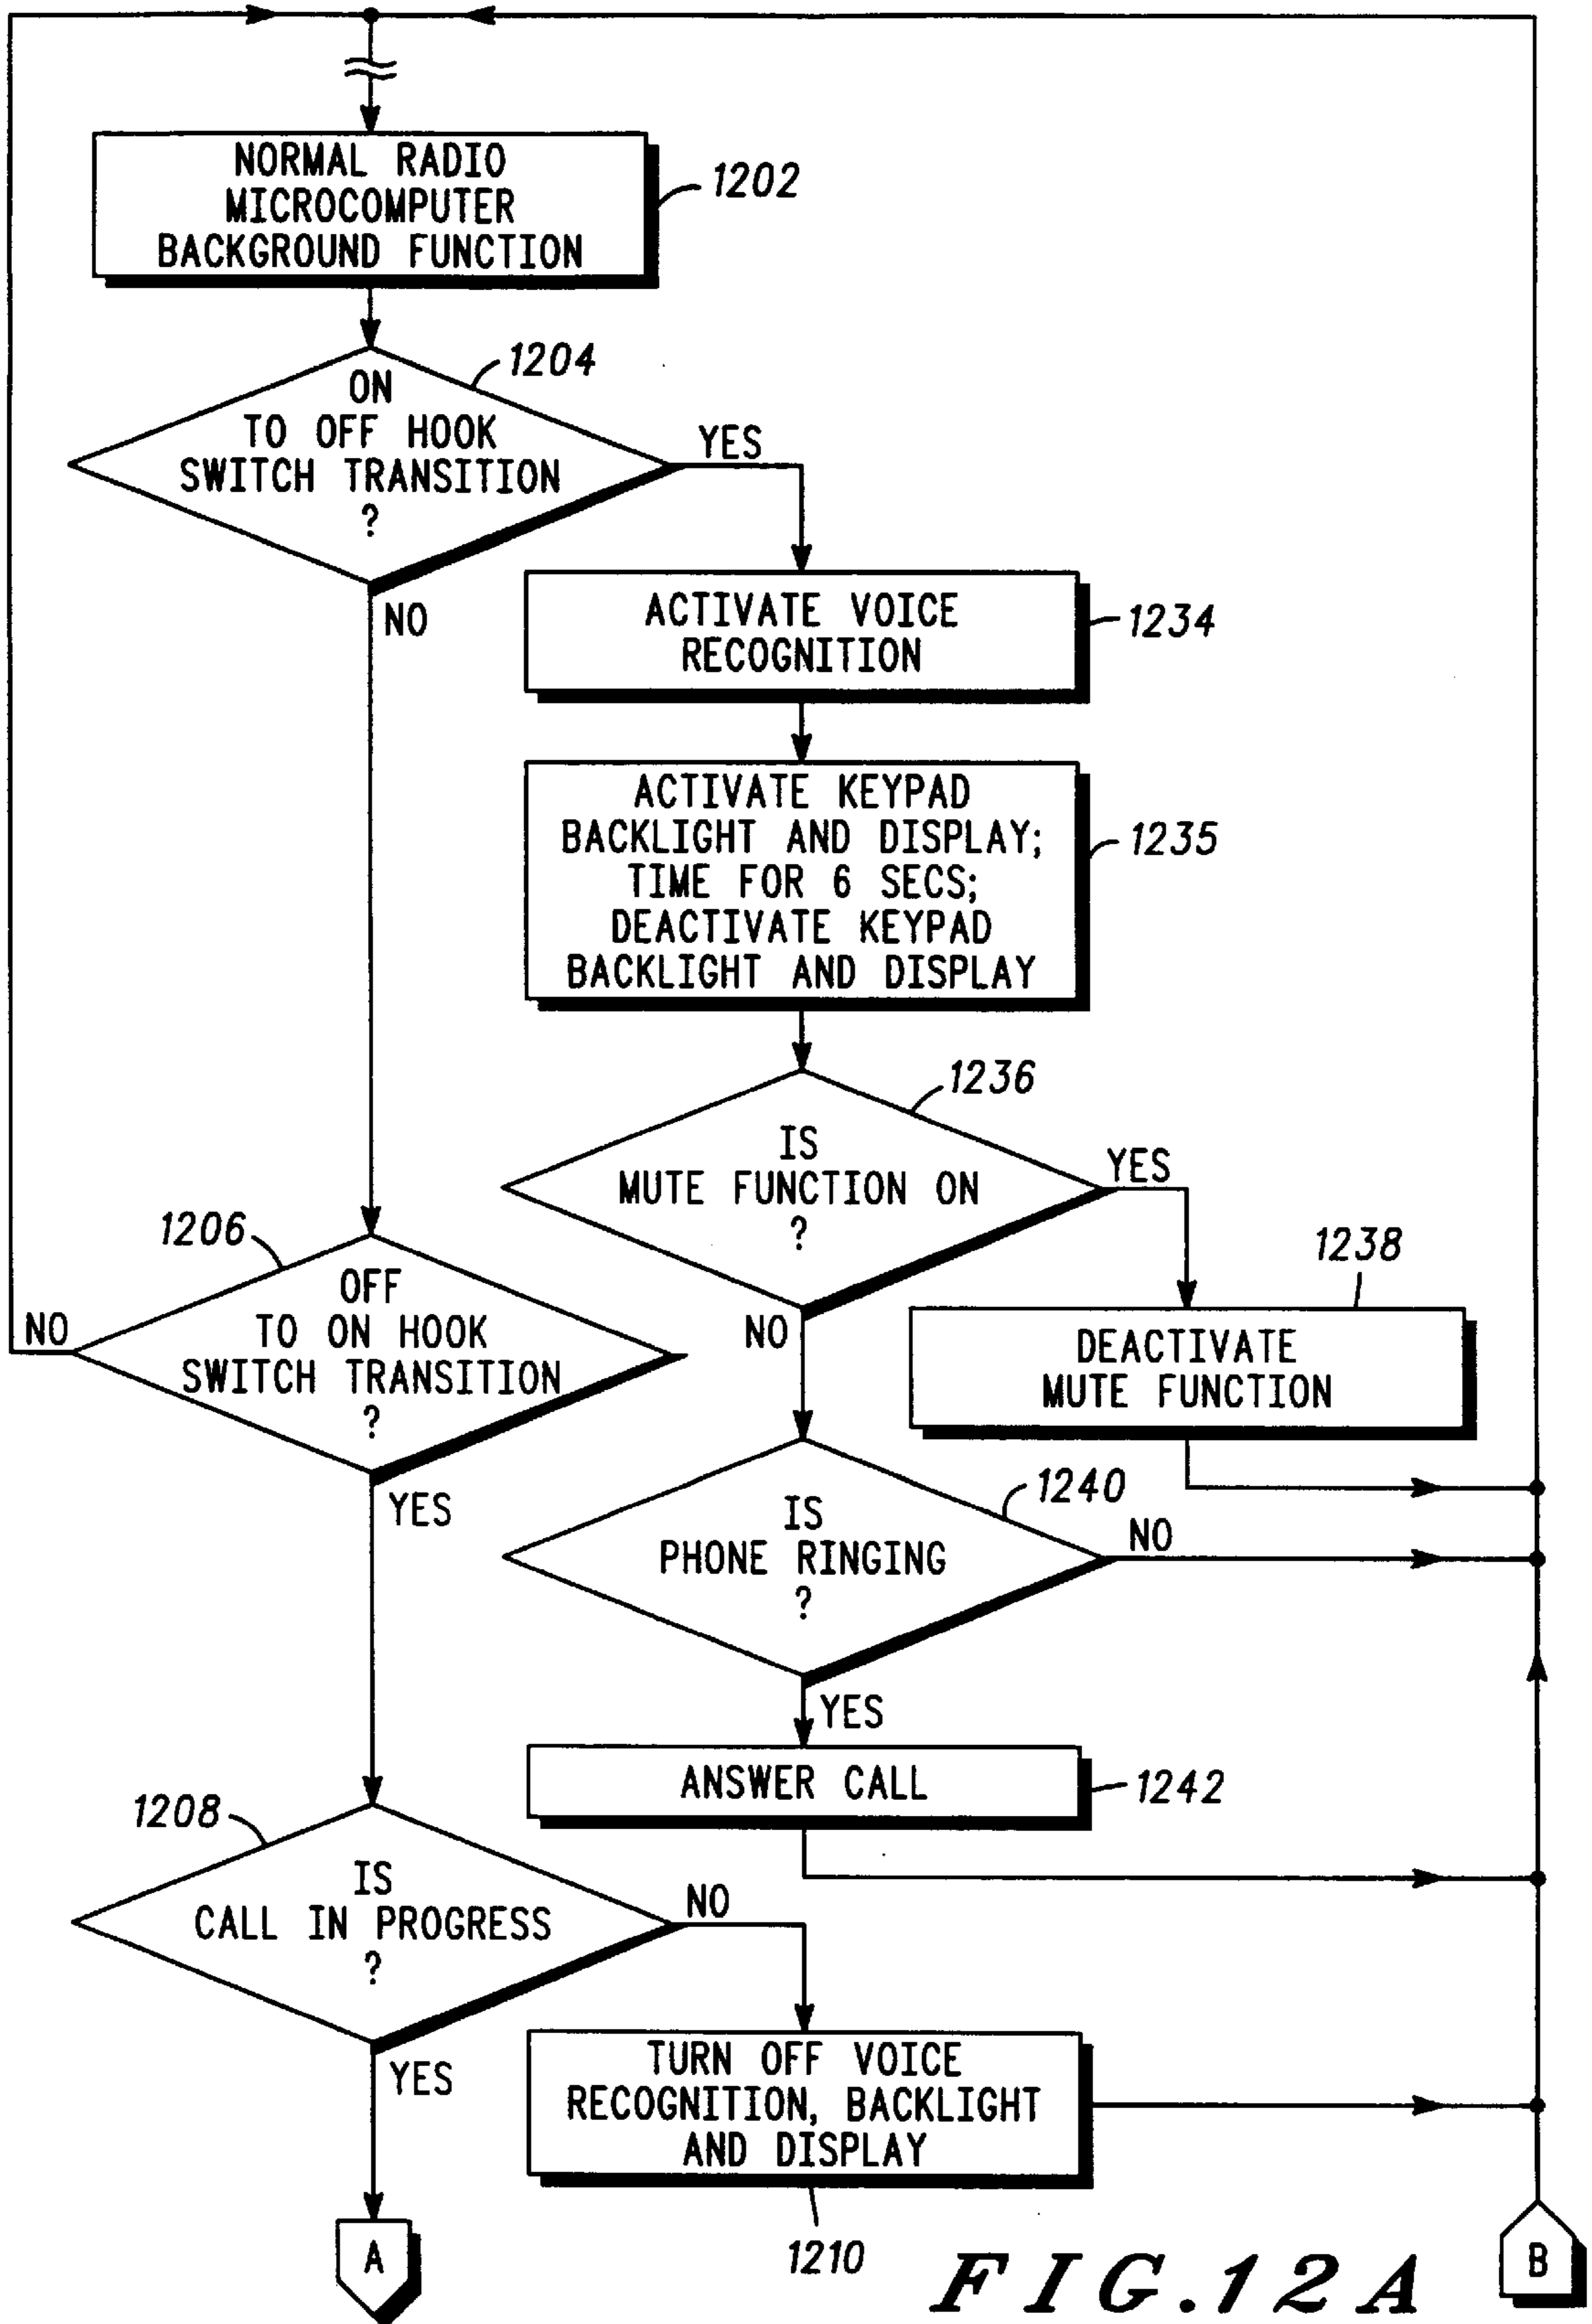 NORMAL RADIO
MICROCOMPUTER
BACKGROUND FUNCTION
1202
ON
TO OFF HOOK
SWITCH TRANSITION
?
1204
YES
NO
ACTIVATE VOICE
RECOGNITION
1234
ACTIVATE KEYPAD
BACKLIGHT AND DISPLAY;
TIME FOR 6 SECS;
DEACTIVATE KEYPAD
BACKLIGHT AND DISPLAY
1235
IS
MUTE FUNCTION ON
?
1236
YES
NO
1206
OFF
TO ON HOOK
SWITCH TRANSITION
?
NO
YES
1238
DEACTIVATE
MUTE FUNCTION
IS
PHONE RINGING
?
1240
NO
YES
ANSWER CALL
1242
1208
IS
CALL IN PROGRESS
?
NO
YES
TURN OFF VOICE
RECOGNITION, BACKLIGHT
AND DISPLAY
1210
A
B
FIG.12A